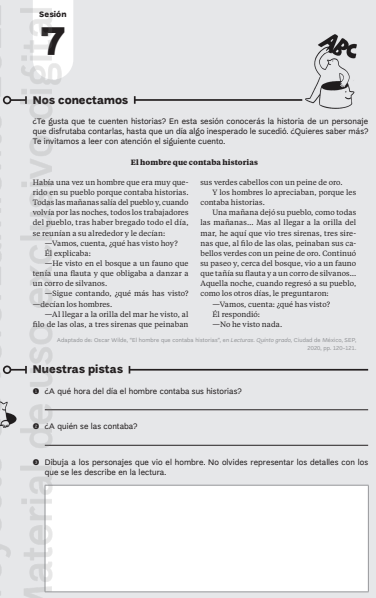 Sesión
7
ABC
Nos conectamos
¿Te gusta que te cuenten historias? En esta sesión conocerás la historia de un personaje
que disfrutaba contarlas, hasta que un día algo inesperado le sucedió. ¿Quieres saber más?
Te invitamos a leer con atención el siguiente cuento.
El hombre que contaba historias
Había una vez un hombre que era muy que-
rido en su pueblo porque contaba historias.
Todas las mañanas salía del pueblo y, cuando
volvía por las noches, todos los trabajadores
del pueblo, tras haber bregado todo el día,
se reunían a su alrededor y le decían:
—Vamos, cuenta, ¿qué has visto hoy?
Él explicaba:
—He visto en el bosque a un fauno que
tenía una flauta y que obligaba a danzar a
un corro de silvanos.
—Sigue contando, ¿qué más has visto?
—decían los hombres.
—Al llegar a la orilla del mar he visto, al
filo de las olas, a tres sirenas que peinaban
sus verdes cabellos con un peine de oro.
Y los hombres lo apreciaban, porque les
contaba historias.
Una mañana dejó su pueblo, como todas
las mañanas... Mas al llegar a la orilla del
mar, he aquí que vio tres sirenas, tres sire-
nas que, al filo de las olas, peinaban sus ca-
bellos verdes con un peine de oro. Continuó
su paseo y, cerca del bosque, vio a un fauno
que tañía su flauta y a un corro de silvanos...
Aquella noche, cuando regresó a su pueblo,
como los otros días, le preguntaron:
—Vamos, cuenta: ¿qué has visto?
Él respondió:
—No he visto nada.
Adaptado de: Oscar Wilde, "El hombre que contaba historias", en Lecturas. Quinto grado, Ciudad de México, SEP,
2020, pp. 120-121.
Nuestras pistas
1 ¿A qué hora del día el hombre contaba sus historias?
2 ¿A quién se las contaba?
3 Dibuja a los personajes que vio el hombre. No olvides representar los detalles con los
que se les describe en la lectura.
Material de uso
digital